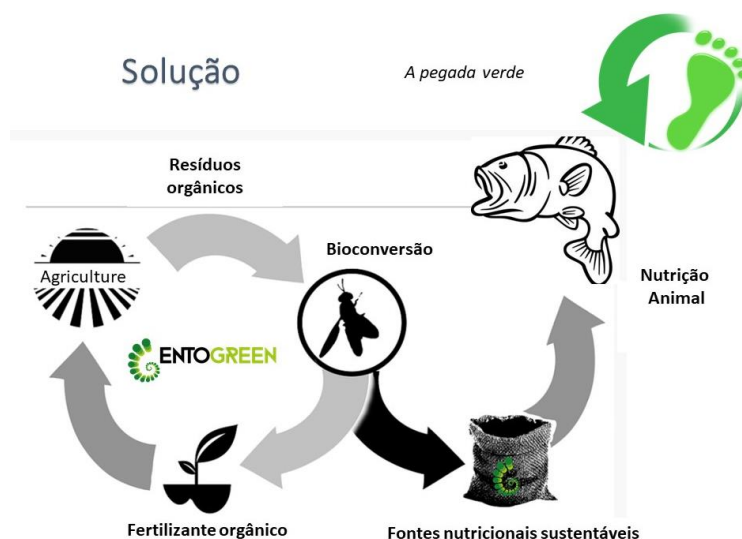 Solução
A pegada verde
Resíduos
orgânicos
Bioconversão
Agriculture
Nutrição
Animal
ENTOGREEN
Fertilizante orgânico
Fontes nutricionais sustentáveis